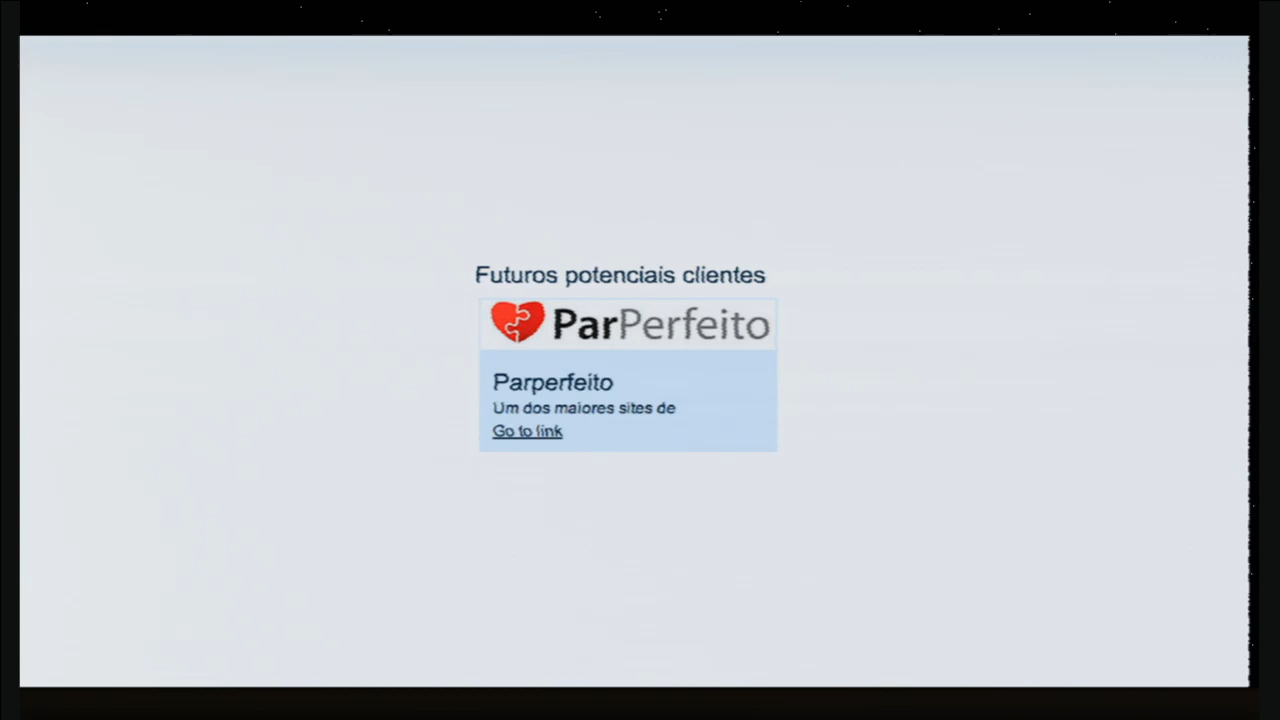 Futuros potenciais clientes
ParPerfeito
Parperfeito
Um dos maiores sites de
Go to link